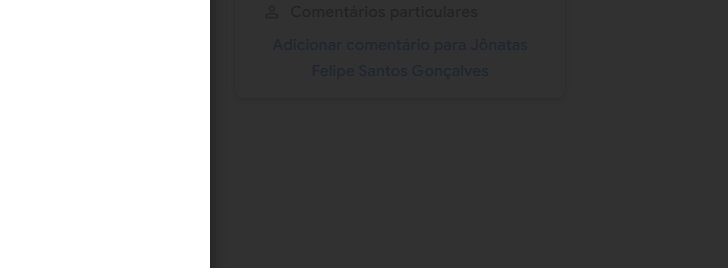 Comentários particulares
Adicionar comentário para Jônatas
Felipe Santos Gonçalves